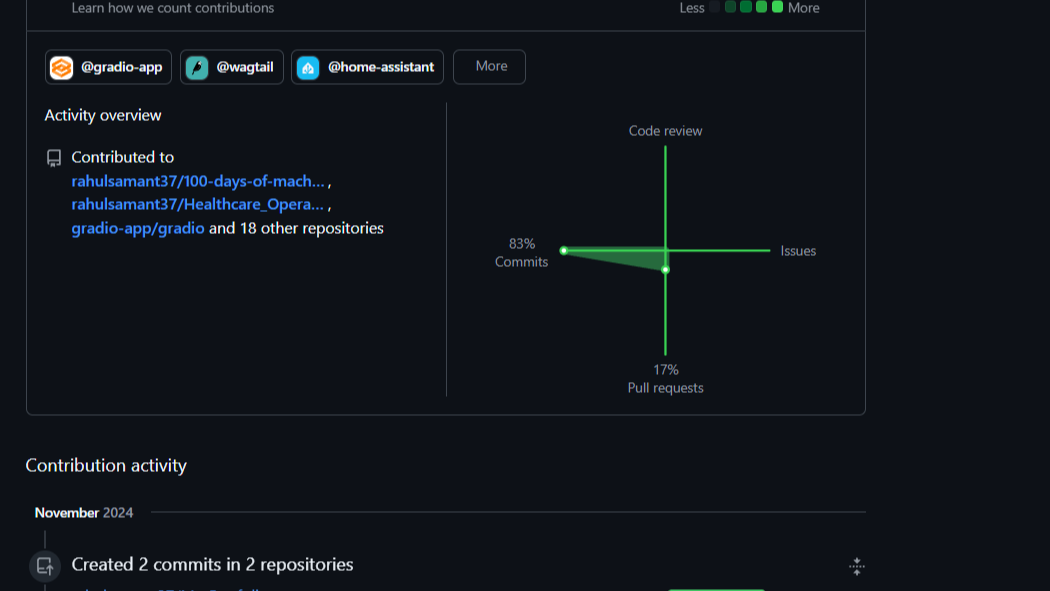 Learn how we count contributions
Less More
@gradio-app @wagtail @home-assistant More
Activity overview
Contributed to
rahulsamant37/100-days-of-mach... ,
rahulsamant37/Healthcare_Opera... ,
gradio-app/gradio and 18 other repositories
Code review
83%
Commits
Issues
17%
Pull requests
Contribution activity
November 2024
Created 2 commits in 2 repositories